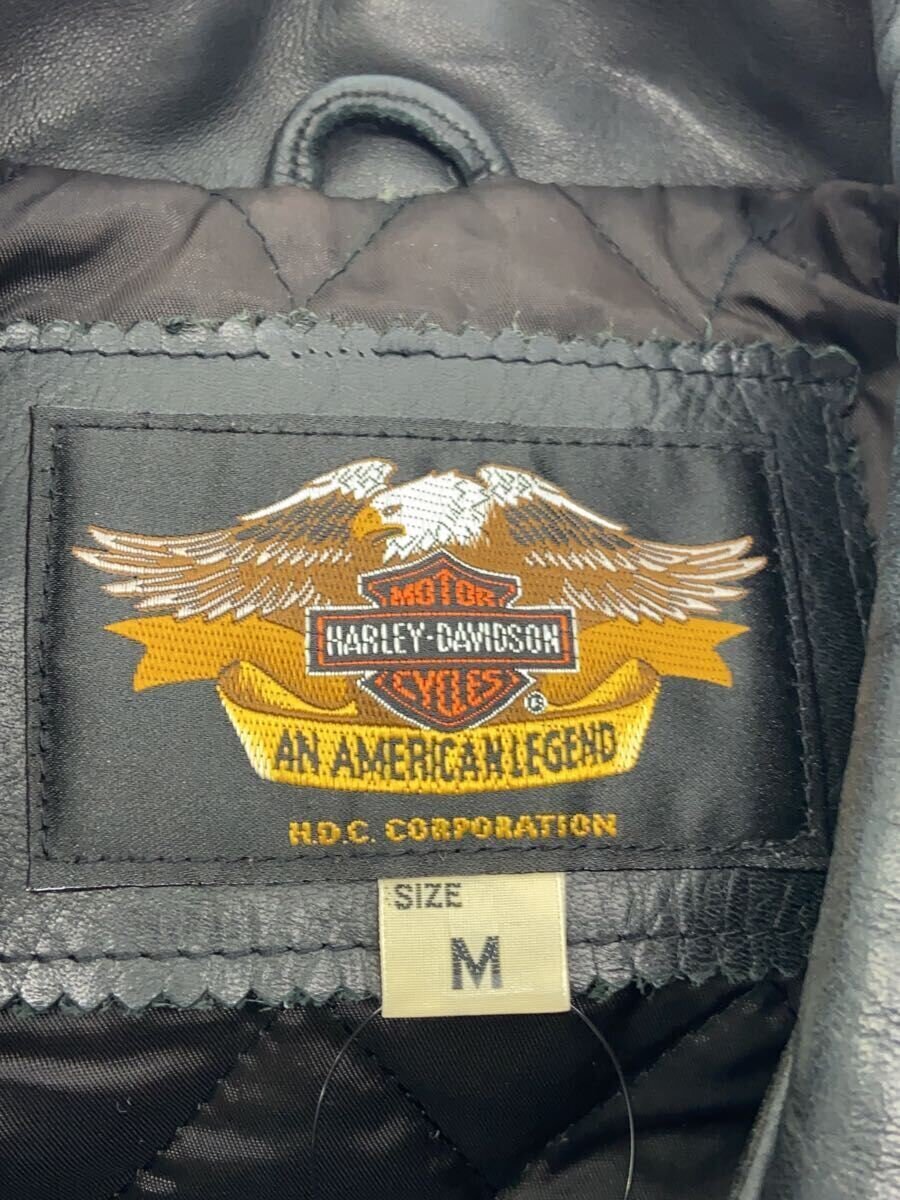 MOTOR
HARLEY-DAVIDSON
CYCLES
®
AN AMERICAN LEGEND
H.D.C. CORPORATION
SIZE
M